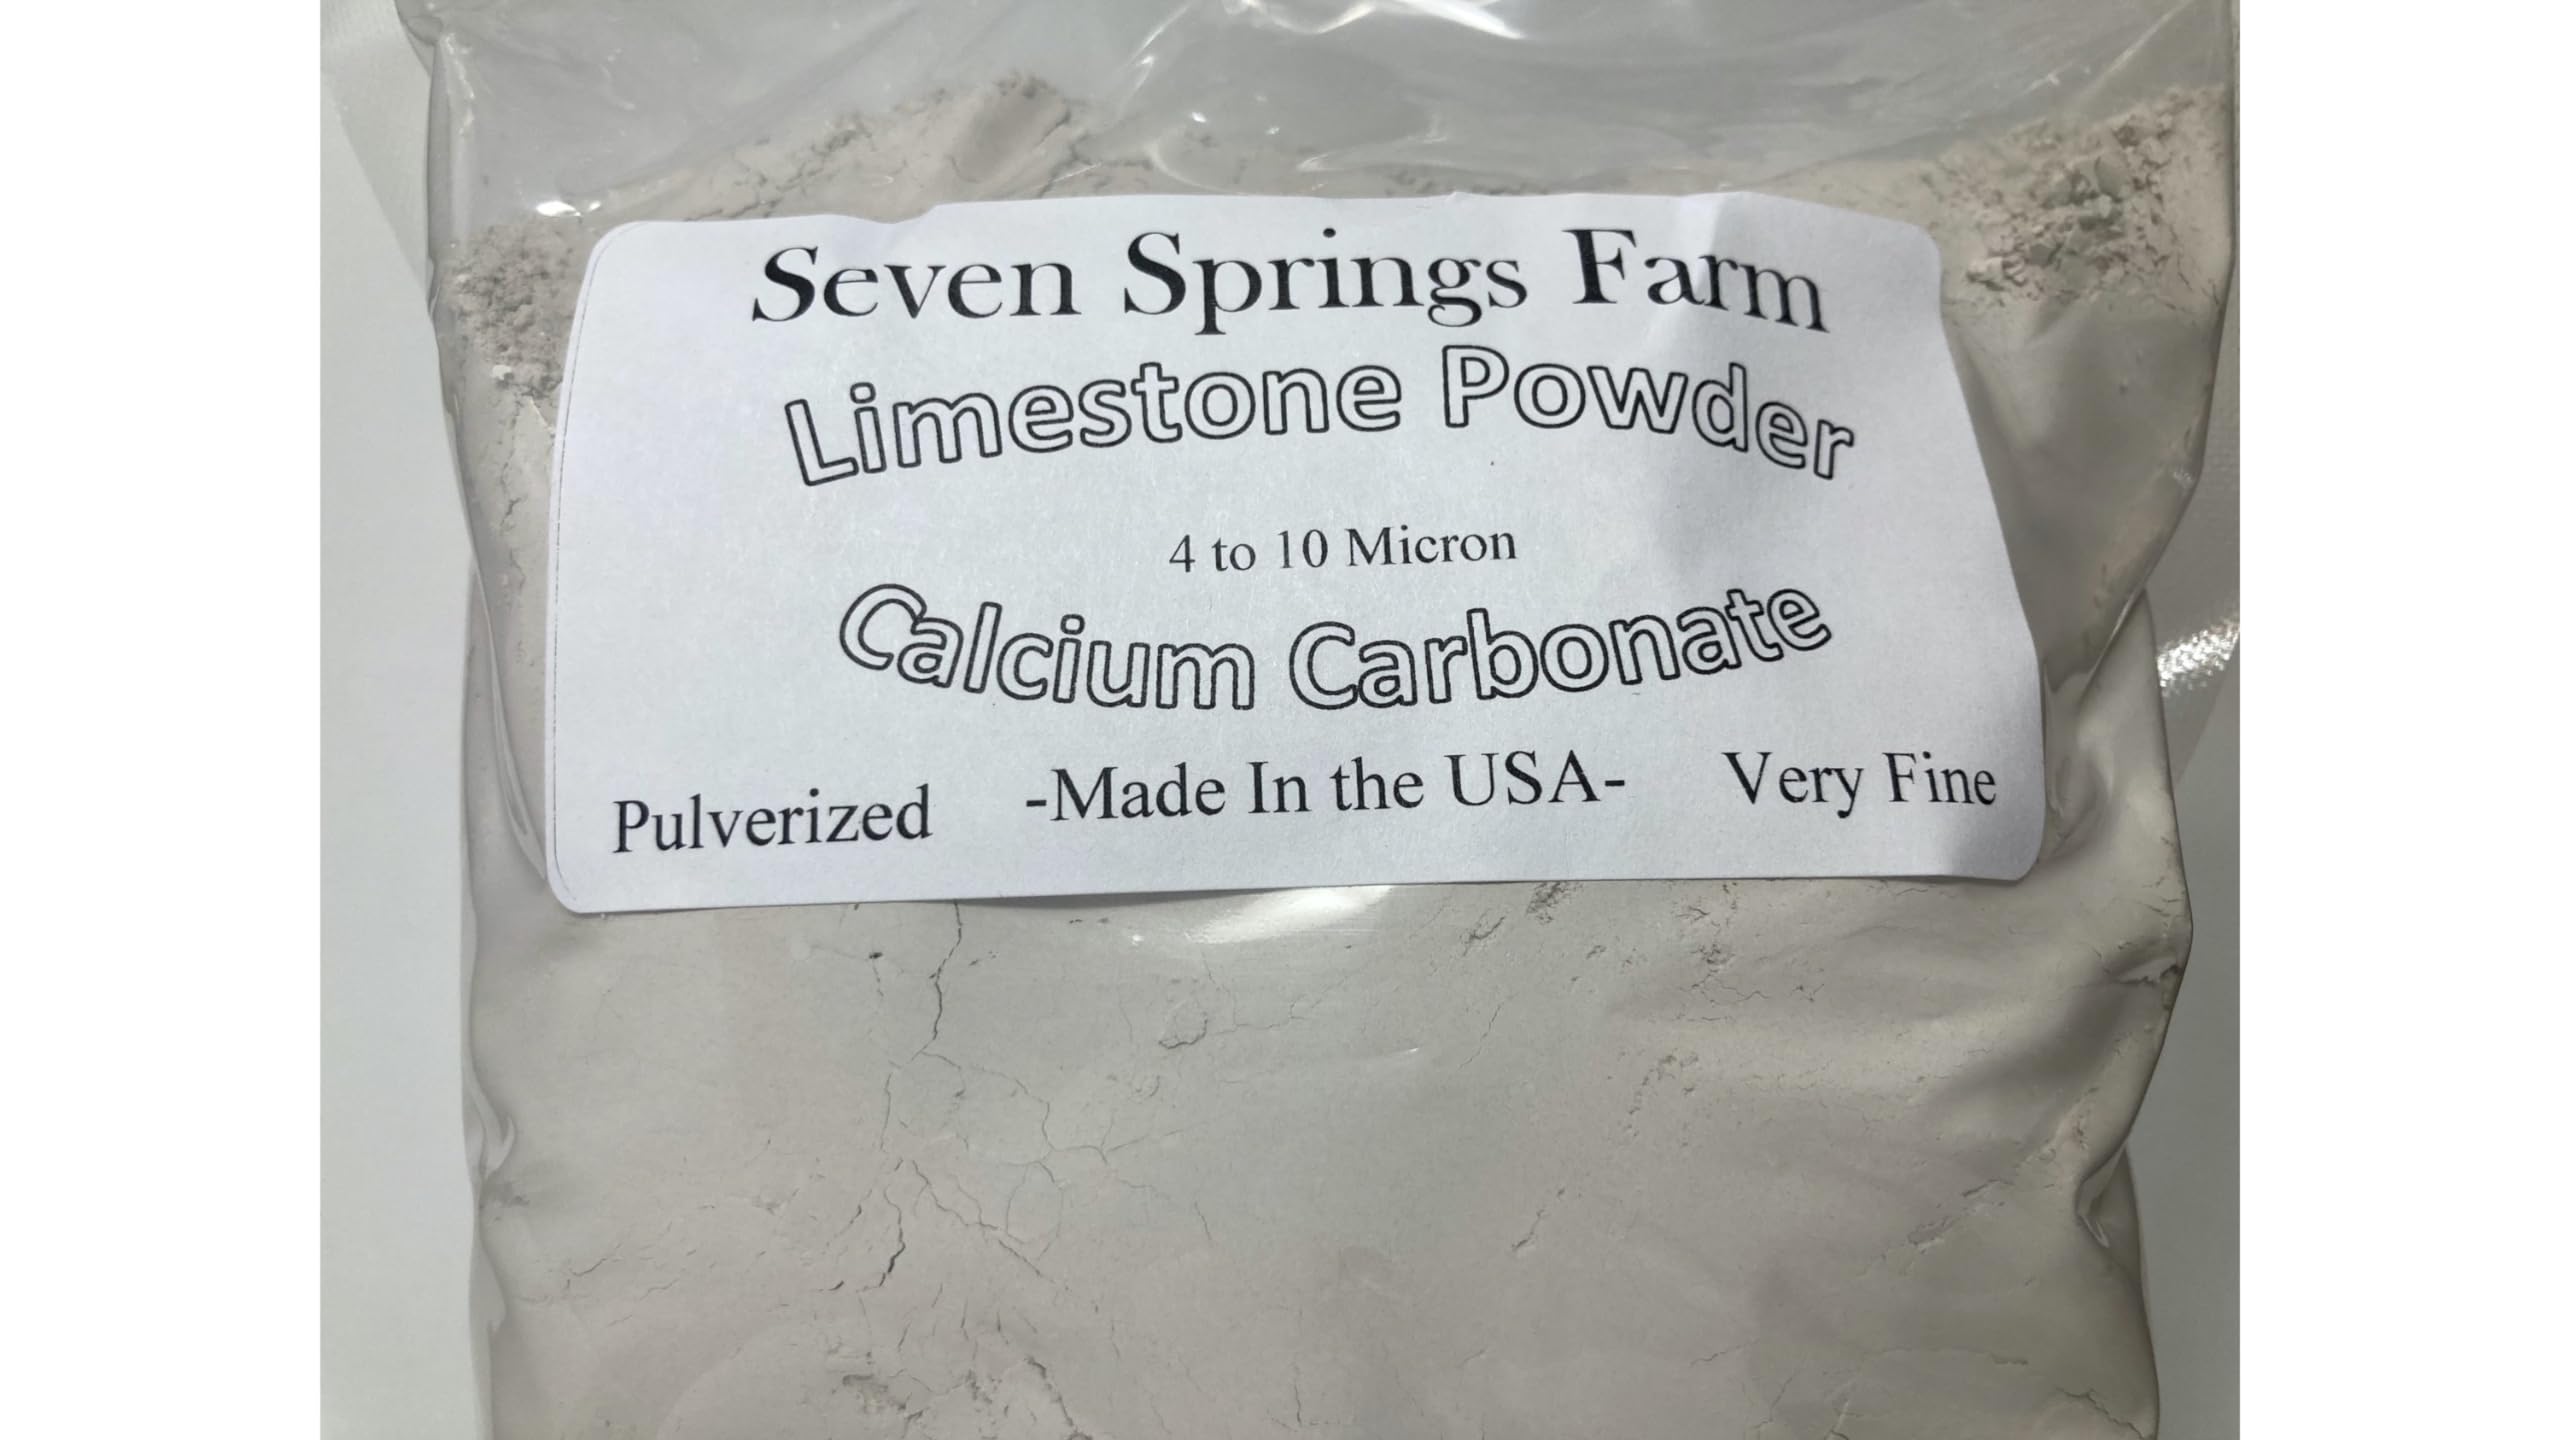 Seven Springs Farm
Limestone Powder
4 to 10 Micron
Calcium Carbonate
Pulverized -Made In the USA- Very Fine